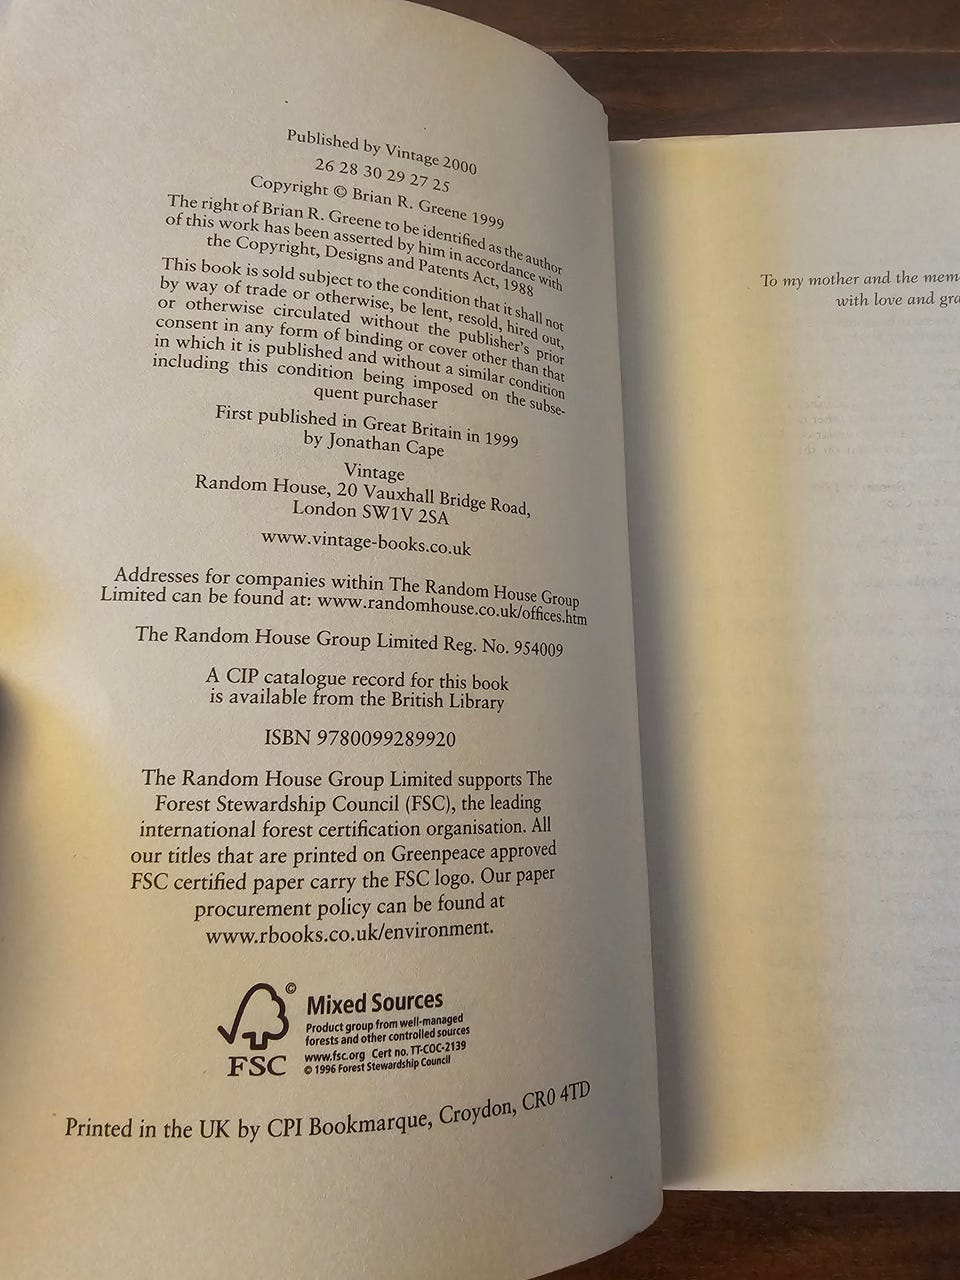 Published by Vintage 2000
26 28 30 29 27 25
Copyright © Brian R. Greene 1999
The right of Brian R. Greene to be identified as the author
of this work has been asserted by him in accordance with
the Copyright, Designs and Patents Act, 1988
This book is sold subject to the condition that it shall not
by way of trade or otherwise, be lent, resold, hired out,
or otherwise circulated without the publisher's prior
consent in any form of binding or cover other than that
in which it is published and without a similar condition
including this condition being imposed on the subse-
quent purchaser
First published in Great Britain in 1999
by Jonathan Cape
Vintage
Random House, 20 Vauxhall Bridge Road,
London SW1V 2SA
www.vintage-books.co.uk
Addresses for companies within The Random House Group
Limited can be found at: www.randomhouse.co.uk/offices.htm
The Random House Group Limited Reg. No. 954009
A CIP catalogue record for this book
is available from the British Library
ISBN 9780099289920
The Random House Group Limited supports The
Forest Stewardship Council (FSC), the leading
international forest certification organisation. All
our titles that are printed on Greenpeace approved
FSC certified paper carry the FSC logo. Our paper
procurement policy can be found at
www.rbooks.co.uk/environment.
©
FSC
Mixed Sources
Product group from well-managed
forests and other controlled sources
www.fsc.org Cert no. TT-COC-2139
© 1996 Forest Stewardship Council
Printed in the UK by CPI Bookmarque, Croydon, CR0 4TD
To my mother and the mem
with love and gra